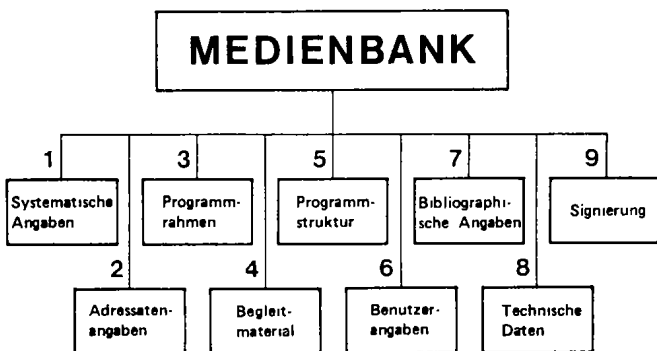 MEDIENBANK
1
Systematische
Angaben
2
Adressaten-
angaben
3
Programm-
rahmen
4
Begleit-
material
5
Programm-
struktur
6
Benutzer-
angaben
7
Bibliographi-
sche Angaben
8
Technische
Daten
9
Signierung